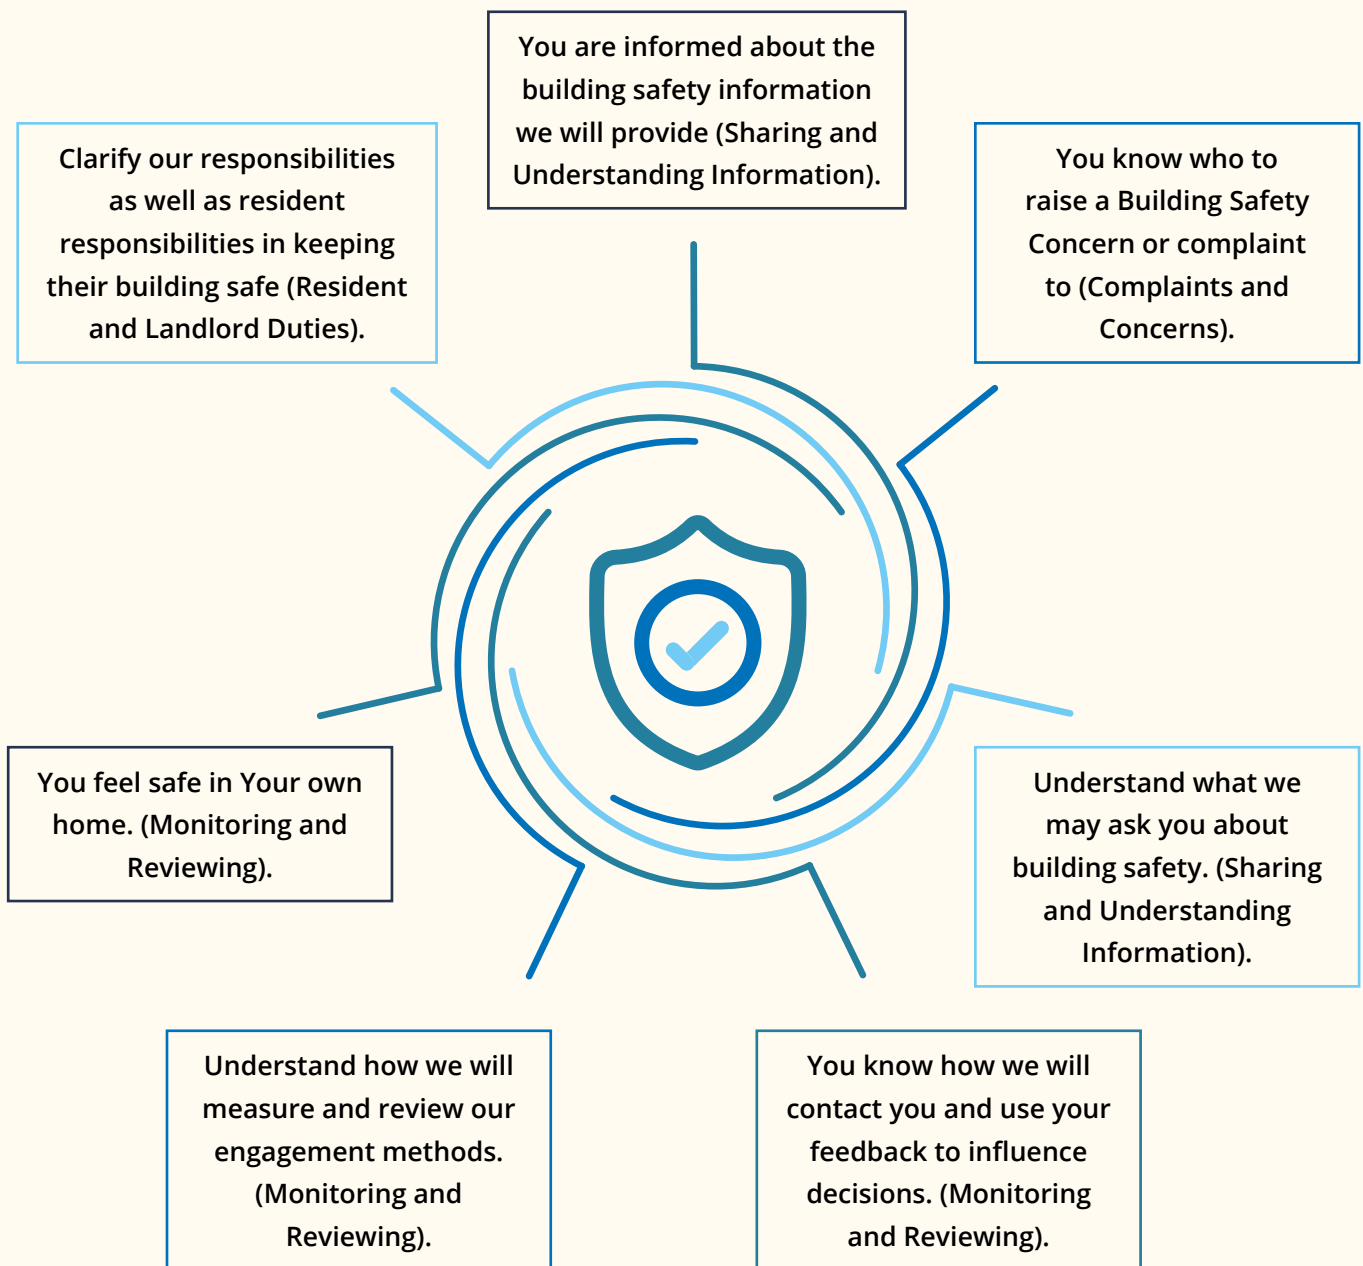 You are informed about the
building safety information
we will provide (Sharing and
Understanding Information).
Clarify our responsibilities
as well as resident
responsibilities in keeping
their building safe (Resident
and Landlord Duties).
You know who to
raise a Building Safety
Concern or complaint
to (Complaints and
Concerns).
You feel safe in Your own
home. (Monitoring and
Reviewing).
Understand what we
may ask you about
building safety. (Sharing
and Understanding
Information).
Understand how we will
measure and review our
engagement methods.
(Monitoring and
Reviewing).
You know how we will
contact you and use your
feedback to influence
decisions. (Monitoring
and Reviewing).